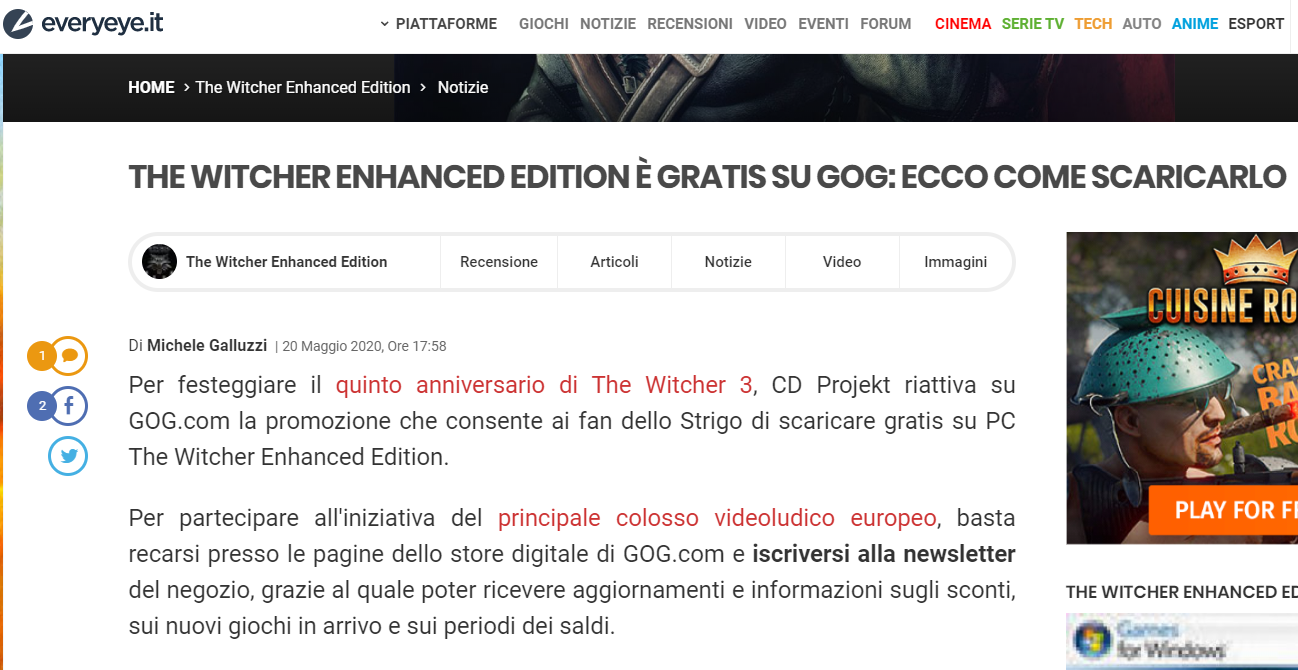 everyeye.it
PIATTAFORME GIOCHI NOTIZIE RECENSIONI VIDEO EVENTI FORUM CINEMA SERIE TV TECH AUTO ANIME ESPORT
HOME › The Witcher Enhanced Edition › Notizie
THE WITCHER ENHANCED EDITION È GRATIS SU GOG: ECCO COME SCARICARLO
The Witcher Enhanced Edition Recensione Articoli Notizie Video Immagini
Di Michele Galluzzi | 20 Maggio 2020, Ore 17:58
1
2
Per festeggiare il quinto anniversario di The Witcher 3, CD Projekt riattiva su
GOG.com la promozione che consente ai fan dello Strigo di scaricare gratis su PC
The Witcher Enhanced Edition.
Per partecipare all'iniziativa del principale colosso videoludico europeo, basta
recarsi presso le pagine dello store digitale di GOG.com e iscriversi alla newsletter
del negozio, grazie al quale poter ricevere aggiornamenti e informazioni sugli sconti,
sui nuovi giochi in arrivo e sui periodi dei saldi.
CUISINE RO
CRAZ
BA
RO
PLAY FOR F
THE WITCHER ENHANCED ED
Games
for Windows